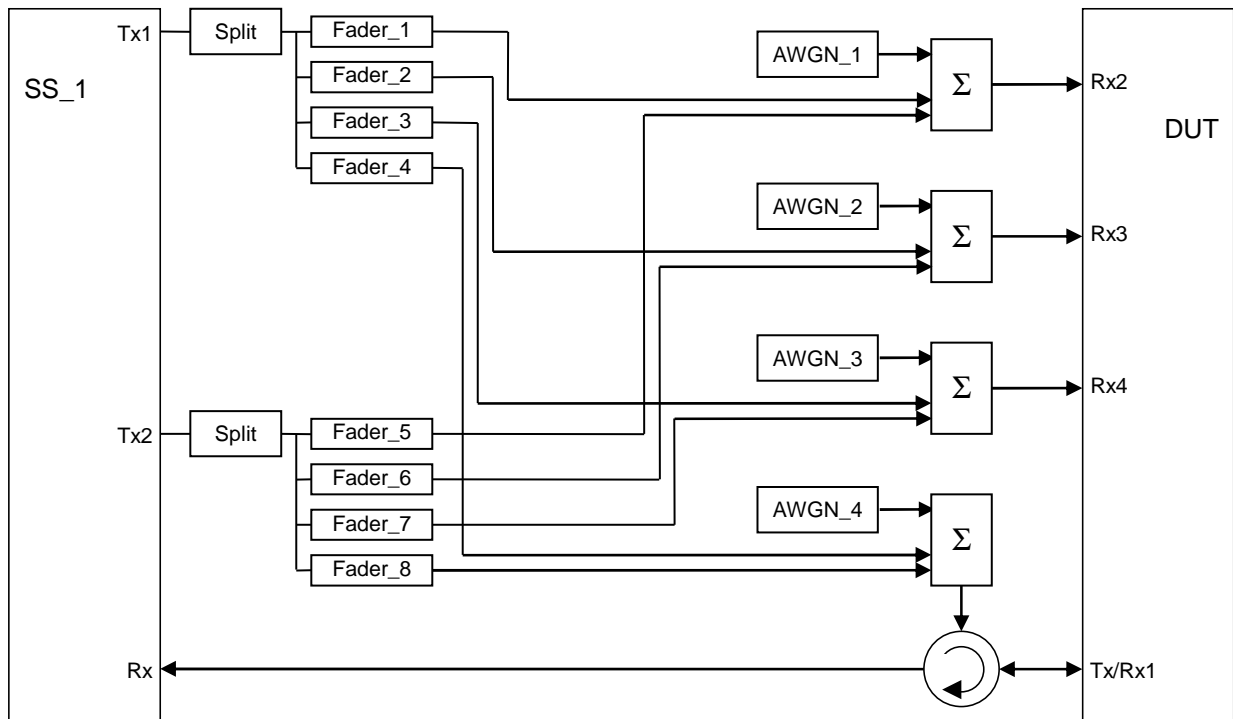 Tx1
Split
Fader_1
AWGN_1
Σ
Rx2
SS_1
Fader_2
Fader_3
DUT
Fader_4
AWGN_2
Σ
Rx3
AWGN_3
Σ
Rx4
Tx2
Split
Fader_5
Fader_6
AWGN_4
Fader_7
Σ
Fader_8
Rx
Tx/Rx1